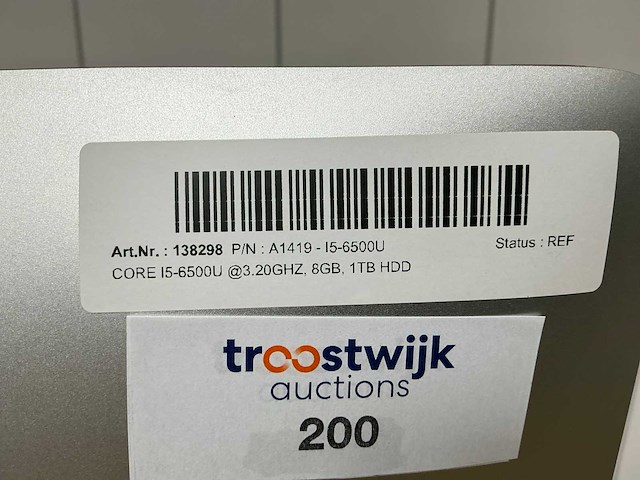 Art.Nr. : 138298 P/N : A1419 - I5-6500U Status : REF
CORE I5-6500U @3.20GHZ, 8GB, 1TB HDD
troostwijk
auctions
200